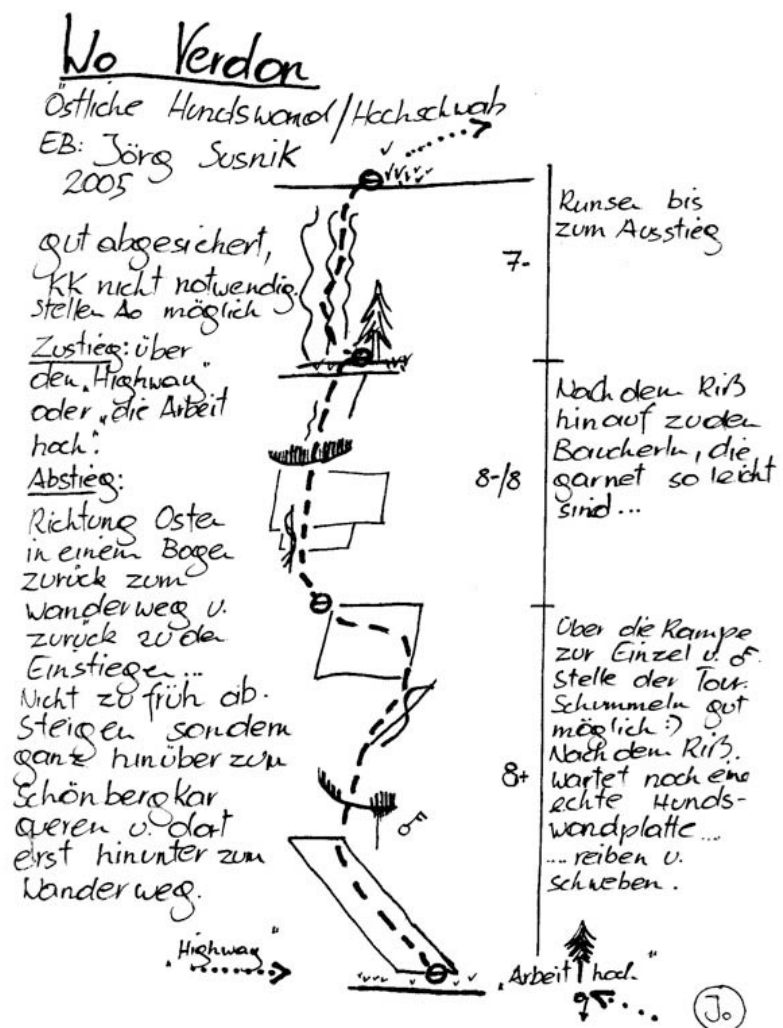 Wo Verdon
Östliche Hundswand/Hochschwab
EB: Jörg Susnik
2005
gut abgesichert,
KK nicht notwendig.
Stellen A0 möglich
Zustieg: über
den „Highway“
oder „die Arbeit
hoch“.
Abstieg:
Richtung Osten
in einem Bogen
zurück zum
Wanderweg u.
zurück zu den
Einstiegen...
Nicht zu früh ab-
steigen sondern
ganz hinüber zum
Schönbergkar
queren u. dort
erst hinunter zum
Wanderweg.
7-
Runsen bis
zum Ausstieg
8-/8
Nach dem Riß
hinauf zu den
Baucherln, die
garnet so leicht
sind...
8+
Über die Rampe
zur Einzel u.
Stelle der Tour.
Schummeln gut
möglich :)
Nach dem Riß
wartet noch eine
echte Hunds-
wandplatte...
... reiben u.
schweben.
„Highway“
„Arbeit hoch“
Jo